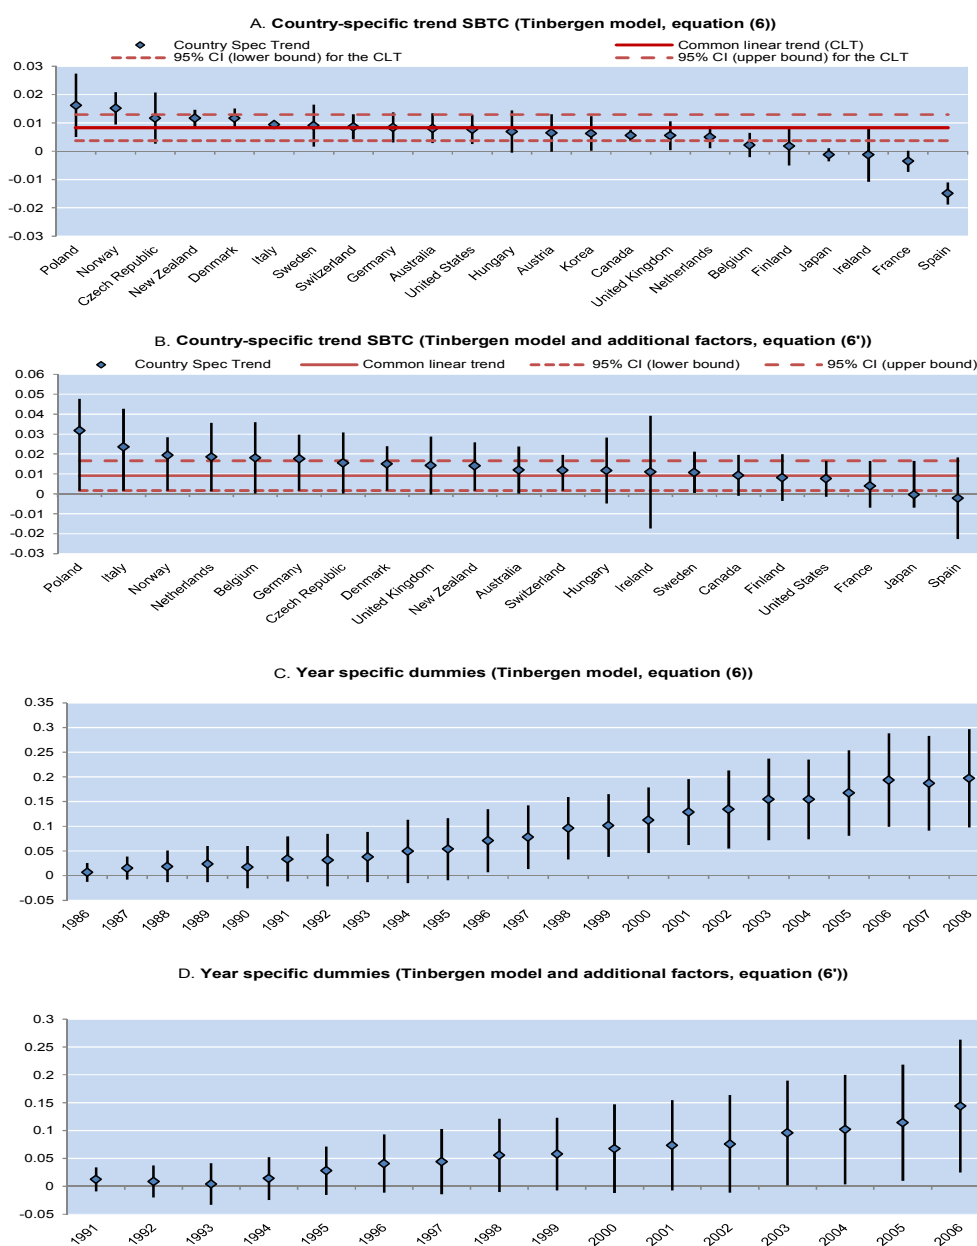 A. Country-specific trend SBTC (Tinbergen model, equation (6))
Country Spec Trend
Common linear trend (CLT)
95% CI (lower bound) for the CLT
95% CI (upper bound) for the CLT
0.03
0.02
0.01
0
-0.01
-0.02
-0.03
Poland
Norway
Czech Republic
New Zealand
Denmark
Italy
Sweden
Switzerland
Germany
Australia
United States
Hungary
Austria
Korea
Canada
United Kingdom
Netherlands
Belgium
Finland
Japan
Ireland
France
Spain
B. Country-specific trend SBTC (Tinbergen model and additional factors, equation (6'))
Country Spec Trend
Common linear trend
95% CI (lower bound)
95% CI (upper bound)
0.06
0.05
0.04
0.03
0.02
0.01
0
-0.01
-0.02
-0.03
Poland
Italy
Norway
Netherlands
Belgium
Germany
Czech Republic
Denmark
United Kingdom
New Zealand
Australia
Switzerland
Hungary
Ireland
Sweden
Canada
Finland
United States
France
Japan
Spain
C. Year specific dummies (Tinbergen model, equation (6))
0.35
0.3
0.25
0.2
0.15
0.1
0.05
0
-0.05
1986
1987
1988
1989
1990
1991
1992
1993
1994
1995
1996
1997
1998
1999
2000
2001
2002
2003
2004
2005
2006
2007
2008
D. Year specific dummies (Tinbergen model and additional factors, equation (6'))
0.3
0.25
0.2
0.15
0.1
0.05
0
-0.05
1991
1992
1993
1994
1995
1996
1997
1998
1999
2000
2001
2002
2003
2004
2005
2006